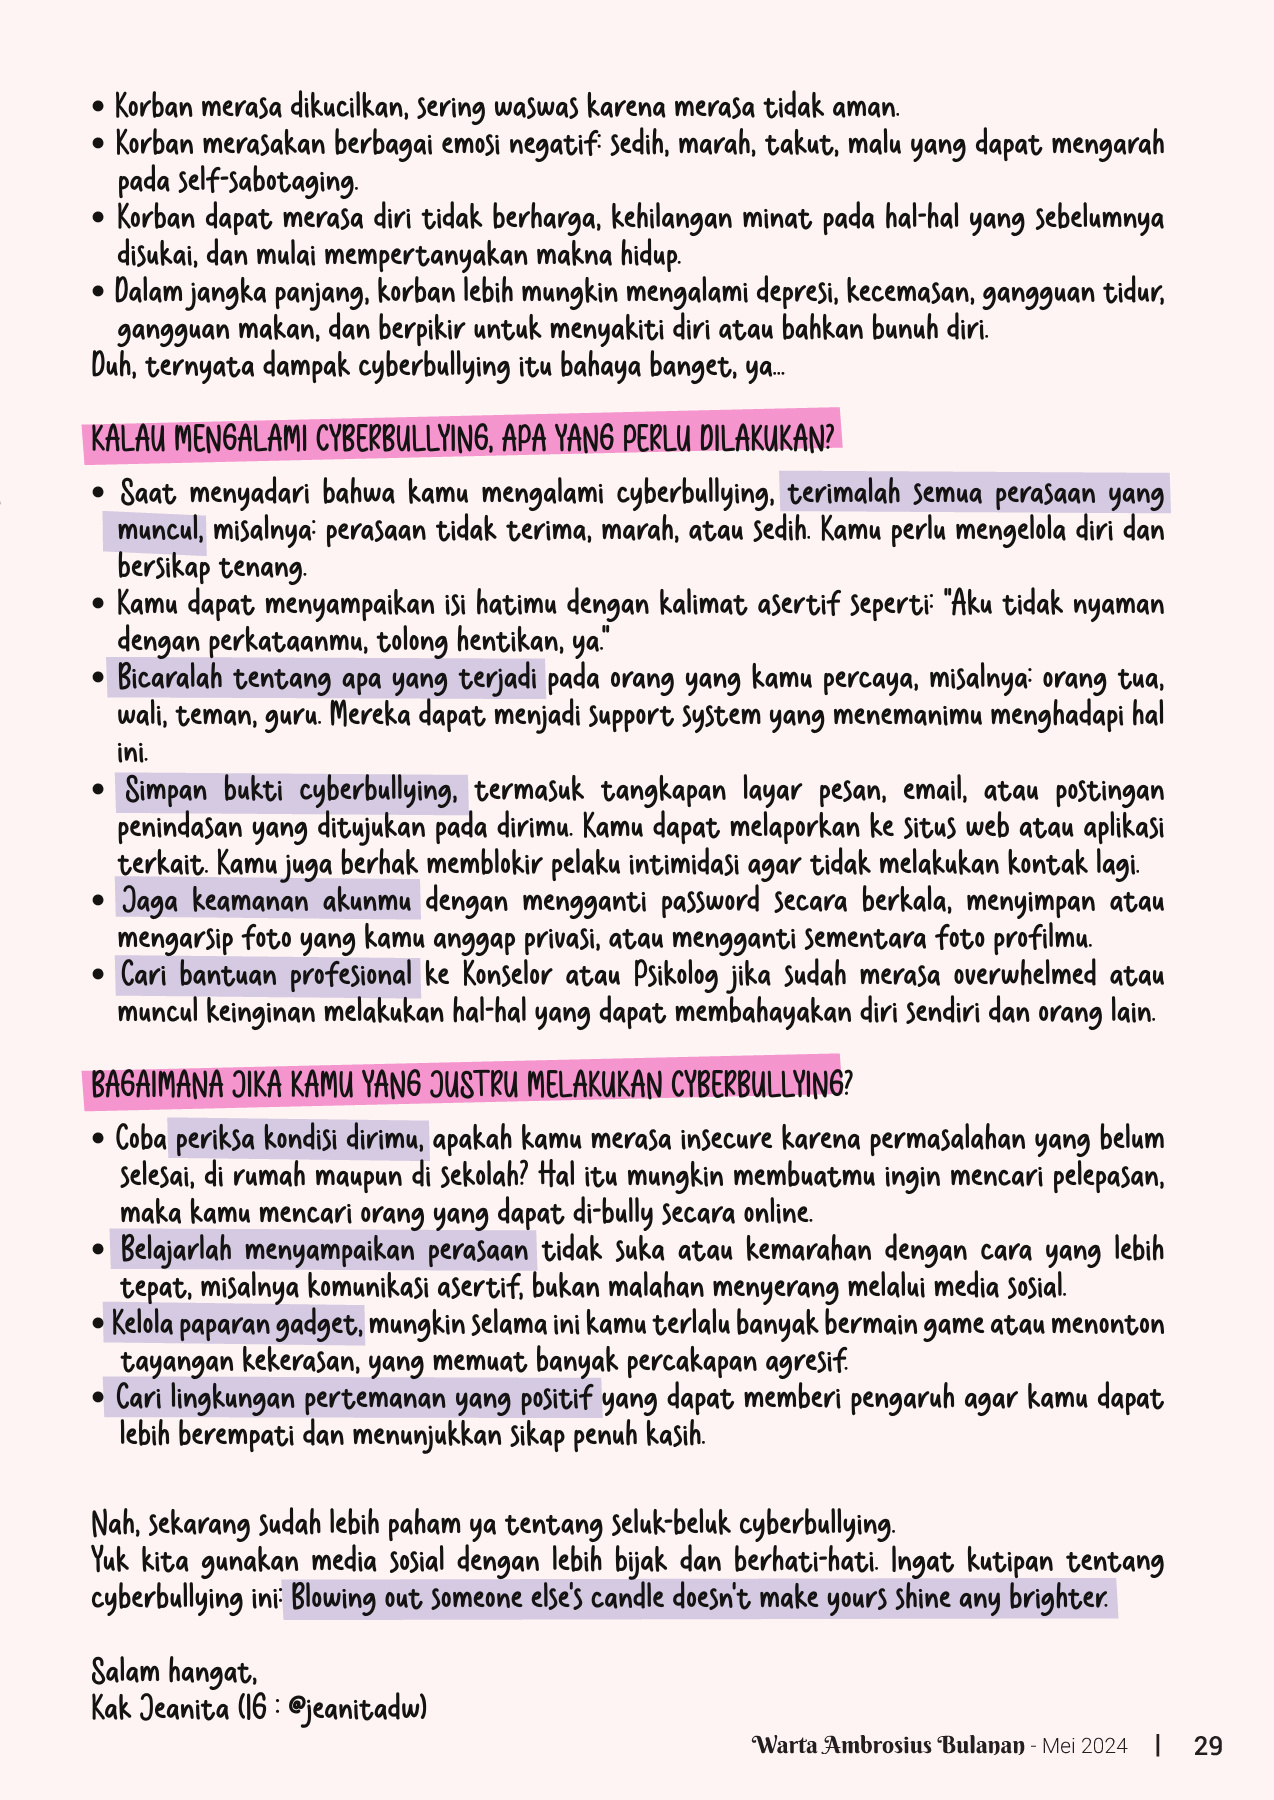 • Korban merasa dikucilkan, sering waswas karena merasa tidak aman.
• Korban merasakan berbagai emosi negatif: sedih, marah, takut, malu yang dapat mengarah
pada self-sabotaging.
• Korban dapat merasa diri tidak berharga, kehilangan minat pada hal-hal yang sebelumnya
disukai, dan mulai mempertanyakan makna hidup.
• Dalam jangka panjang, korban lebih mungkin mengalami depresi, kecemasan, gangguan tidur,
gangguan makan, dan berpikir untuk menyakiti diri atau bahkan bunuh diri.
Duh, ternyata dampak cyberbullying itu bahaya banget, ya...
KALAU MENGALAMI CYBERBULLYING, APA YANG PERLU DILAKUKAN?
• Saat menyadari bahwa kamu mengalami cyberbullying, terimalah semua perasaan yang
muncul, misalnya: perasaan tidak terima, marah, atau sedih. Kamu perlu mengelola diri dan
bersikap tenang.
• Kamu dapat menyampaikan isi hatimu dengan kalimat asertif seperti: "Aku tidak nyaman
dengan perkataanmu, tolong hentikan, ya."
• Bicaralah tentang apa yang terjadi pada orang yang kamu percaya, misalnya: orang tua,
wali, teman, guru. Mereka dapat menjadi support system yang menemanimu menghadapi hal
ini.
• Simpan bukti cyberbullying, termasuk tangkapan layar pesan, email, atau postingan
penindasan yang ditujukan pada dirimu. Kamu dapat melaporkan ke situs web atau aplikasi
terkait. Kamu juga berhak memblokir pelaku intimidasi agar tidak melakukan kontak lagi.
• Jaga keamanan akunmu dengan mengganti password secara berkala, menyimpan atau
mengarsip foto yang kamu anggap privasi, atau mengganti sementara foto profilmu.
• Cari bantuan profesional ke Konselor atau Psikolog jika sudah merasa overwhelmed atau
muncul keinginan melakukan hal-hal yang dapat membahayakan diri sendiri dan orang lain.
BAGAIMANA JIKA KAMU YANG JUSTRU MELAKUKAN CYBERBULLYING?
• Coba periksa kondisi dirimu, apakah kamu merasa insecure karena permasalahan yang belum
selesai, di rumah maupun di sekolah? Hal itu mungkin membuatmu ingin mencari pelepasan,
maka kamu mencari orang yang dapat di-bully secara online.
• Belajarlah menyampaikan perasaan tidak suka atau kemarahan dengan cara yang lebih
tepat, misalnya komunikasi asertif, bukan malahan menyerang melalui media sosial.
• Kelola paparan gadget, mungkin selama ini kamu terlalu banyak bermain game atau menonton
tayangan kekerasan, yang memuat banyak percakapan agresif.
• Cari lingkungan pertemanan yang positif yang dapat memberi pengaruh agar kamu dapat
lebih berempati dan menunjukkan sikap penuh kasih.
Nah, sekarang sudah lebih paham ya tentang seluk-beluk cyberbullying.
Yuk kita gunakan media sosial dengan lebih bijak dan berhati-hati. Ingat kutipan tentang
cyberbullying ini: Blowing out someone else's candle doesn't make yours shine any brighter.
Salam hangat,
Kak Jeanita (IG : @jeanitadw)
Warta Ambrosius Bulanan - Mei 2024 | 29